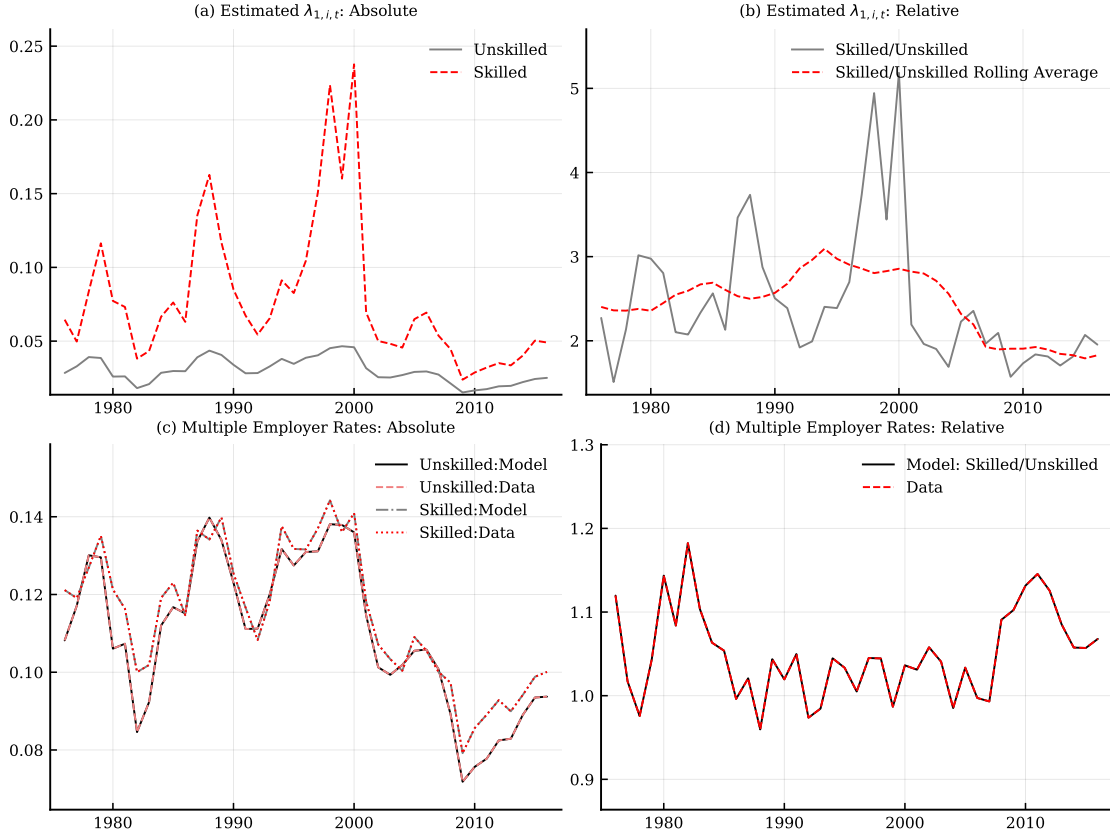 (a) Estimated λ1,i,t: Absolute
0.25
0.20
0.15
0.10
0.05
1980 1990 2000 2010
Unskilled
Skilled
(b) Estimated λ1,i,t: Relative
5
4
3
2
1980 1990 2000 2010
Skilled/Unskilled
Skilled/Unskilled Rolling Average
(c) Multiple Employer Rates: Absolute
0.14
0.12
0.10
0.08
1980 1990 2000 2010
Unskilled:Model
Unskilled:Data
Skilled:Model
Skilled:Data
(d) Multiple Employer Rates: Relative
1.3
1.2
1.1
1.0
0.9
1980 1990 2000 2010
Model: Skilled/Unskilled
Data